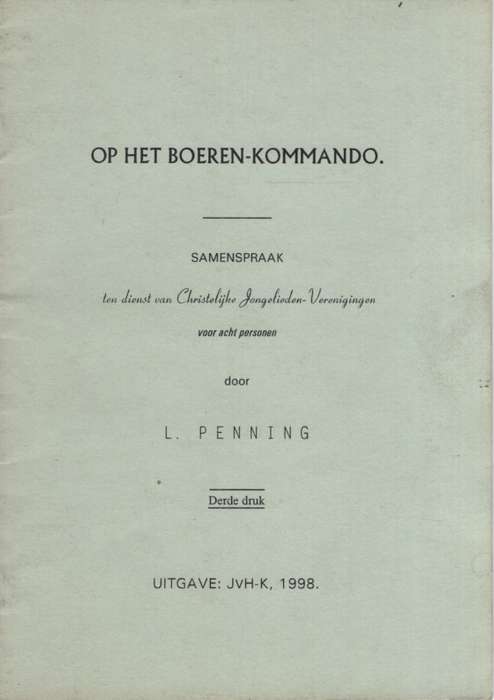 OP HET BOEREN-KOMMANDO.
SAMENSPRAAK
ten dienst van Christelijke Jongelieden-Verenigingen
voor acht personen
door
L. PENNING
Derde druk
UITGAVE: JvH-K, 1998.